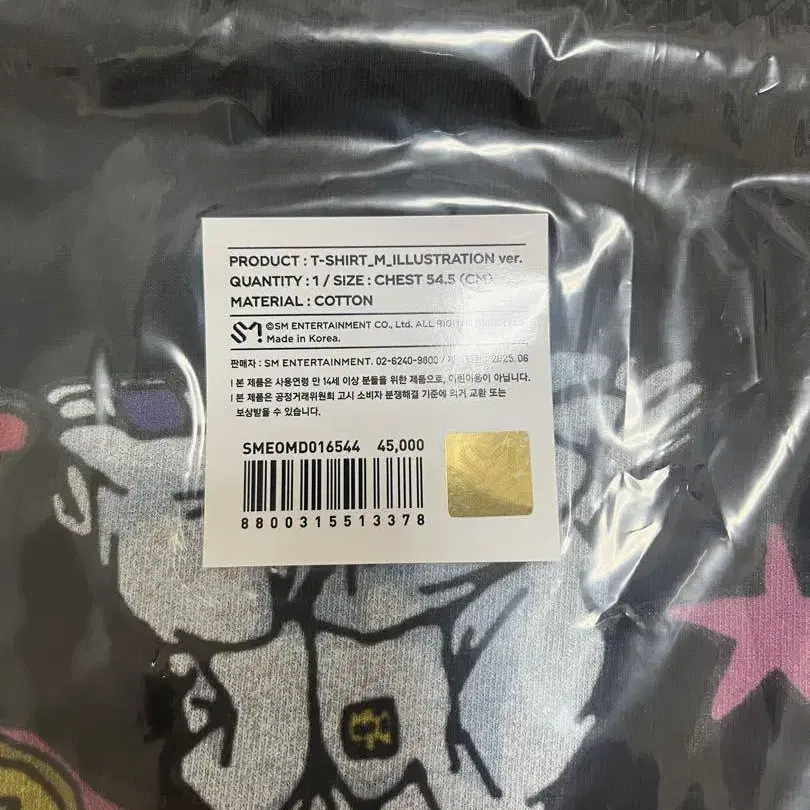 PRODUCT : T-SHIRT_M_ILLUSTRATION ver.
QUANTITY : 1 / SIZE : CHEST 54.5 (CM)
MATERIAL : COTTON
SM ©SM ENTERTAINMENT CO., Ltd. ALL RIGHTS RESERVED.
Made in Korea.
판매자 : SM ENTERTAINMENT. 02-6240-9800 / : 2025.06
| 본 제품은 사용연령 만 14세 이상 분들을 위한 제품으로, 어린이용이 아닙니다.
| 본 제품은 공정거래위원회 고시 소비자 분쟁해결 기준에 의거 교환 또는
보상받을 수 있습니다.
SMEOMD016544 45,000
8800315513378